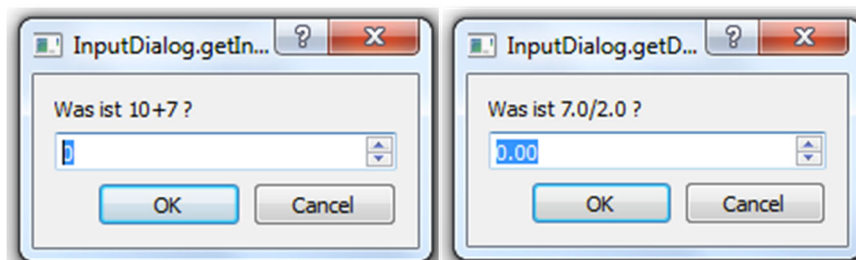 InputDialog.getIn...
Was ist 10+7 ?
0
OK Cancel
InputDialog.getD...
Was ist 7.0/2.0 ?
0.00
OK Cancel